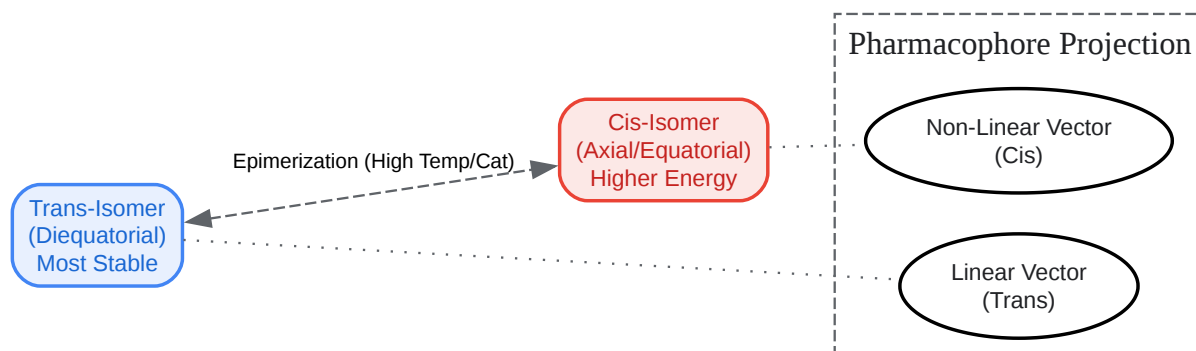 Pharmacophore Projection
Cis-Isomer
(Axial/Equatorial)
Higher Energy
Non-Linear Vector
(Cis)
Epimerization (High Temp/Cat)
Trans-Isomer
(Diequatorial)
Most Stable
Linear Vector
(Trans)